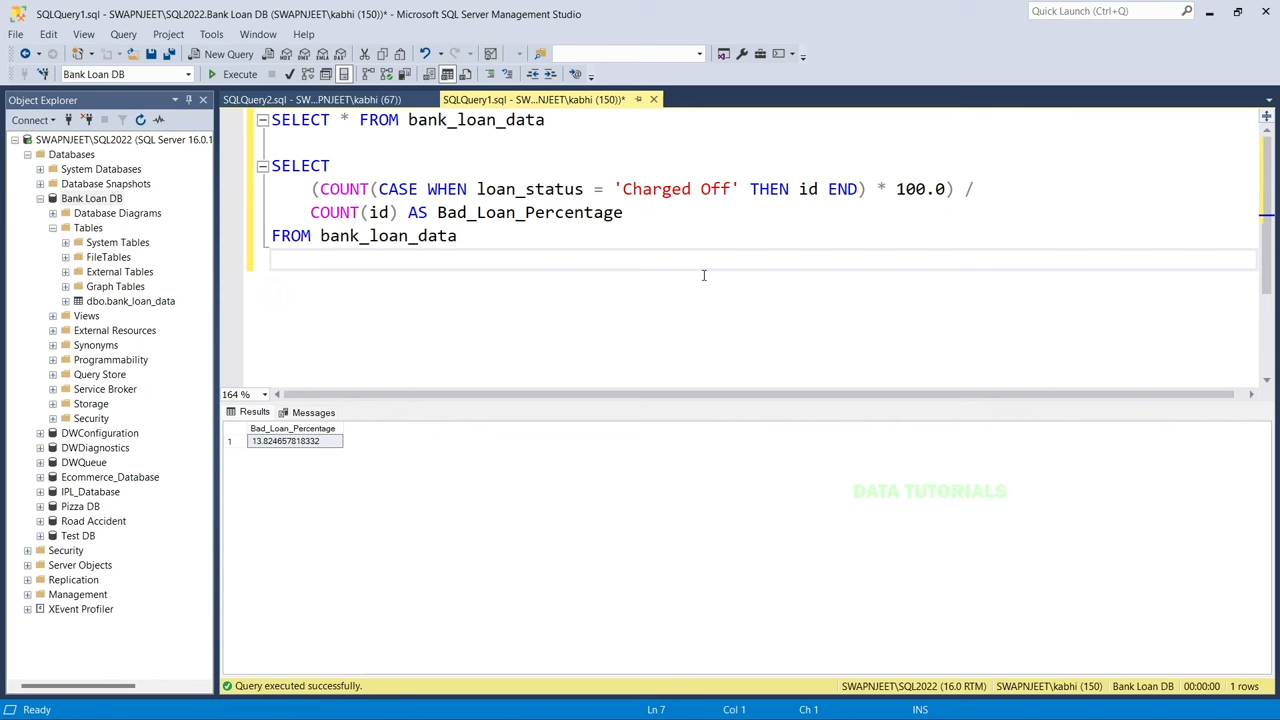 SQLQuery1.sql - SWAPNJEET\SQL2022.Bank Loan DB (SWAPNJEET\kabhi (150))* - Microsoft SQL Server Management Studio
Quick Launch (Ctrl+Q)
File Edit View Query Project Tools Window Help
New Query
Bank Loan DB
Execute
Object Explorer
SQLQuery2.sql - SW...PNJEET\kabhi (67))
SQLQuery1.sql - SW...NJEET\kabhi (150))*
Connect
SWAPNJEET\SQL2022 (SQL Server 16.0.1
Databases
System Databases
Database Snapshots
Bank Loan DB
Database Diagrams
Tables
System Tables
FileTables
External Tables
Graph Tables
dbo.bank_loan_data
Views
External Resources
Synonyms
Programmability
Query Store
Service Broker
Storage
Security
DWConfiguration
DWDiagnostics
DWQueue
Ecommerce_Database
IPL_Database
Pizza DB
Road Accident
Test DB
Security
Server Objects
Replication
Management
XEvent Profiler
SELECT * FROM bank_loan_data
SELECT
(COUNT(CASE WHEN loan_status = 'Charged Off' THEN id END) * 100.0) /
COUNT(id) AS Bad_Loan_Percentage
FROM bank_loan_data
164 %
Results Messages
Bad_Loan_Percentage
1 13.824657818332
DATA TUTORIALS
Query executed successfully.
SWAPNJEET\SQL2022 (16.0 RTM) SWAPNJEET\kabhi (150) Bank Loan DB 00:00:00 1 rows
Ready Ln 7 Col 1 Ch 1 INS